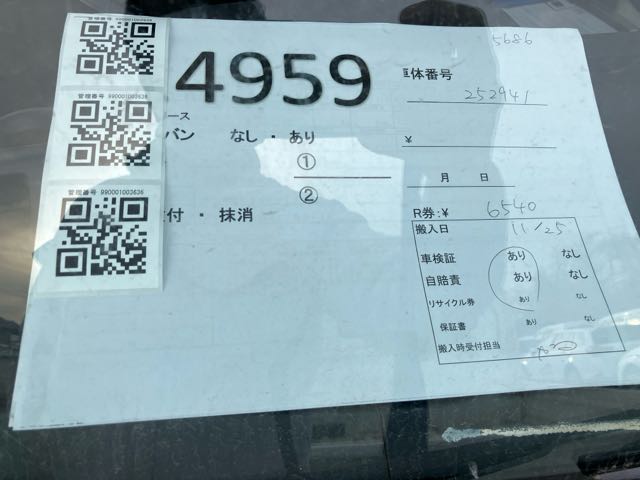 5686
4959
車体番号
252941
管理番号 990001003636
ース
バン なし ・ あり
¥
①
②
月 日
管理番号 990001003636
付 ・ 抹消
R券:¥ 6540
搬入日 11/25
車検証 あり なし
自賠責 あり なし
リサイクル券 あり なし
保証書 あり なし
搬入時受付担当